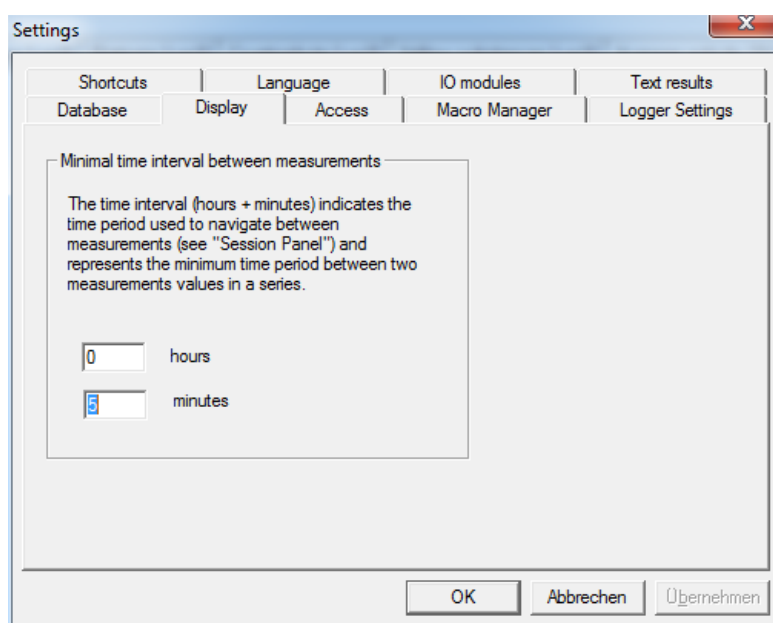 Settings
Shortcuts Language IO modules Text results
Database Display Access Macro Manager Logger Settings
Minimal time interval between measurements
The time interval (hours + minutes) indicates the
time period used to navigate between
measurements (see "Session Panel") and
represents the minimum time period between two
measurements values in a series.
0 hours
5 minutes
OK Abbrechen Übernehmen